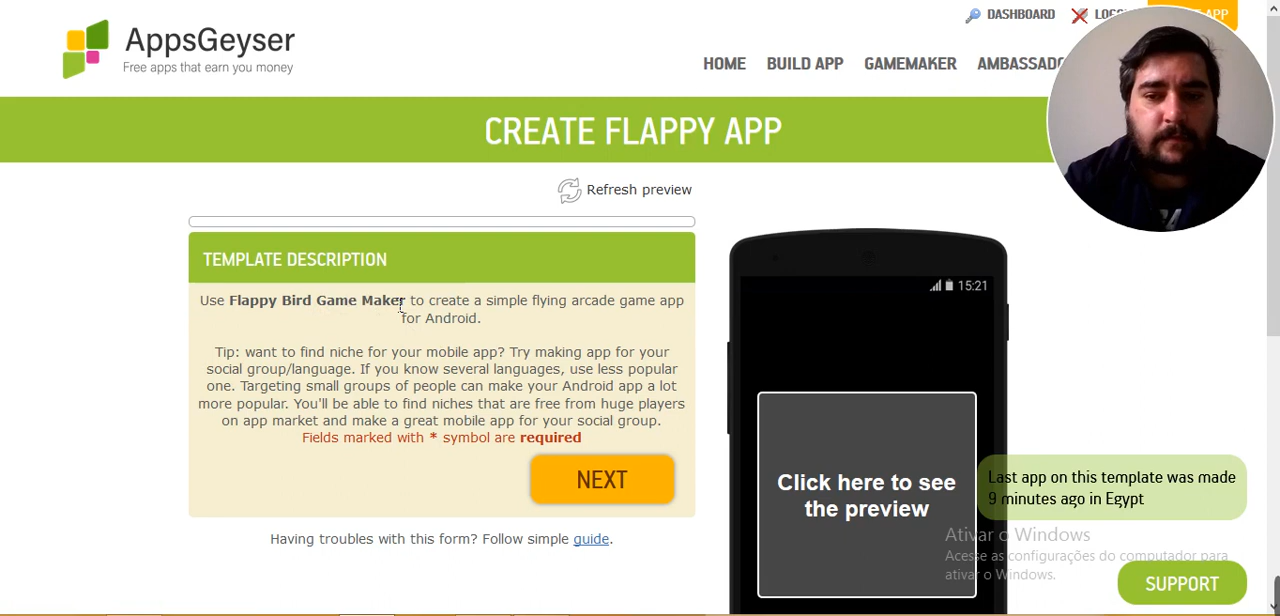 DASHBOARD
AppsGeyser
Free apps that earn you money
HOME
BUILD APP
GAMEMAKER
CREATE FLAPPY APP
Refresh preview
TEMPLATE DESCRIPTION
Use Flappy Bird Game Maker to create a simple flying arcade game app
for Android.
Tip: want to find niche for your mobile app? Try making app for your
social group/language. If you know several languages, use less popular
one. Targeting small groups of people can make your Android app a lot
more popular. You'll be able to find niches that are free from huge players
on app market and make a great mobile app for your social group.
Fields marked with * symbol are required
NEXT
Having troubles with this form? Follow simple guide.
15:21
Click here to see
the preview
Last app on this template was made
9 minutes ago in Egypt
Ativar o Windows
Acesse as configurações do computador para
ativar o Windows.
SUPPORT